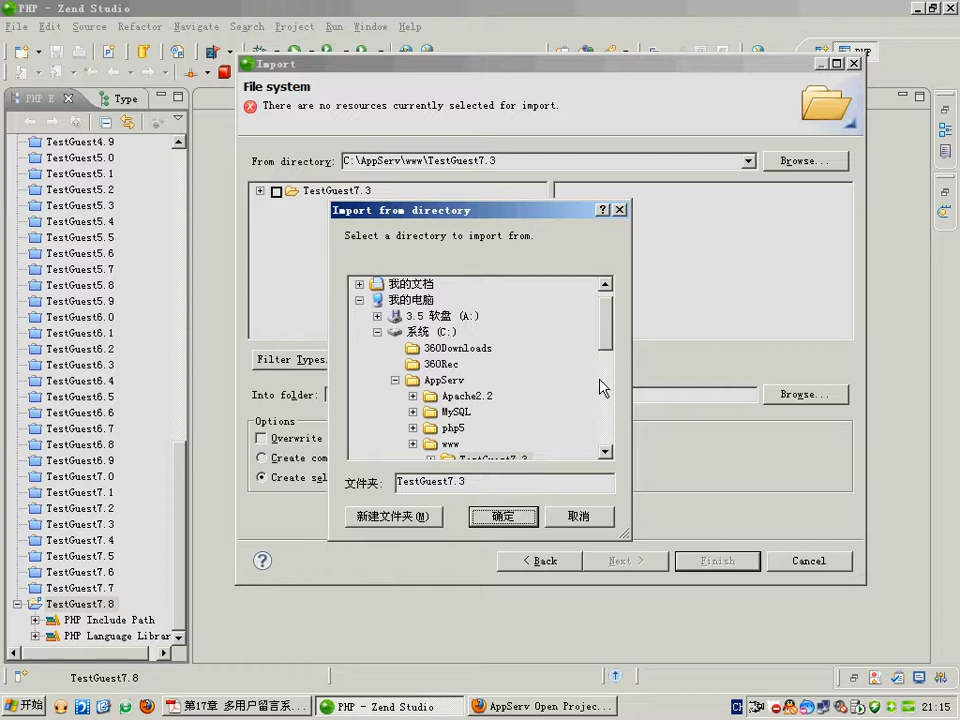 PHP - Zend Studio
File Edit Source Refactor Navigate Search Project Run Window Help
PHP
PHP E
Type
TestGuest4.9
TestGuest5.0
TestGuest5.1
TestGuest5.2
TestGuest5.3
TestGuest5.4
TestGuest5.5
TestGuest5.6
TestGuest5.7
TestGuest5.8
TestGuest5.9
TestGuest6.0
TestGuest6.1
TestGuest6.2
TestGuest6.3
TestGuest6.4
TestGuest6.5
TestGuest6.6
TestGuest6.7
TestGuest6.8
TestGuest6.9
TestGuest7.0
TestGuest7.1
TestGuest7.2
TestGuest7.3
TestGuest7.4
TestGuest7.5
TestGuest7.6
TestGuest7.7
TestGuest7.8
PHP Include Path
PHP Language Librar
Import
File system
There are no resources currently selected for import.
From directory: C:\AppServ\www\TestGuest7.3 Browse...
TestGuest7.3
Filter Types.
Into folder: Browse...
Options
Overwrite
Create com
Create sel
< Back Next > Finish Cancel
Import from directory
Select a directory to import from.
我的文档
我的电脑
3.5 软盘 (A:)
系统 (C:)
360Downloads
360Rec
AppServ
Apache2.2
MySQL
php5
www
TestGuest7.3
文件夹: TestGuest7.3
新建文件夹(M) 确定 取消
TestGuest7.8
开始 第17章 多用户留言系... PHP - Zend Studio AppServ Open Projec... CH 21:15